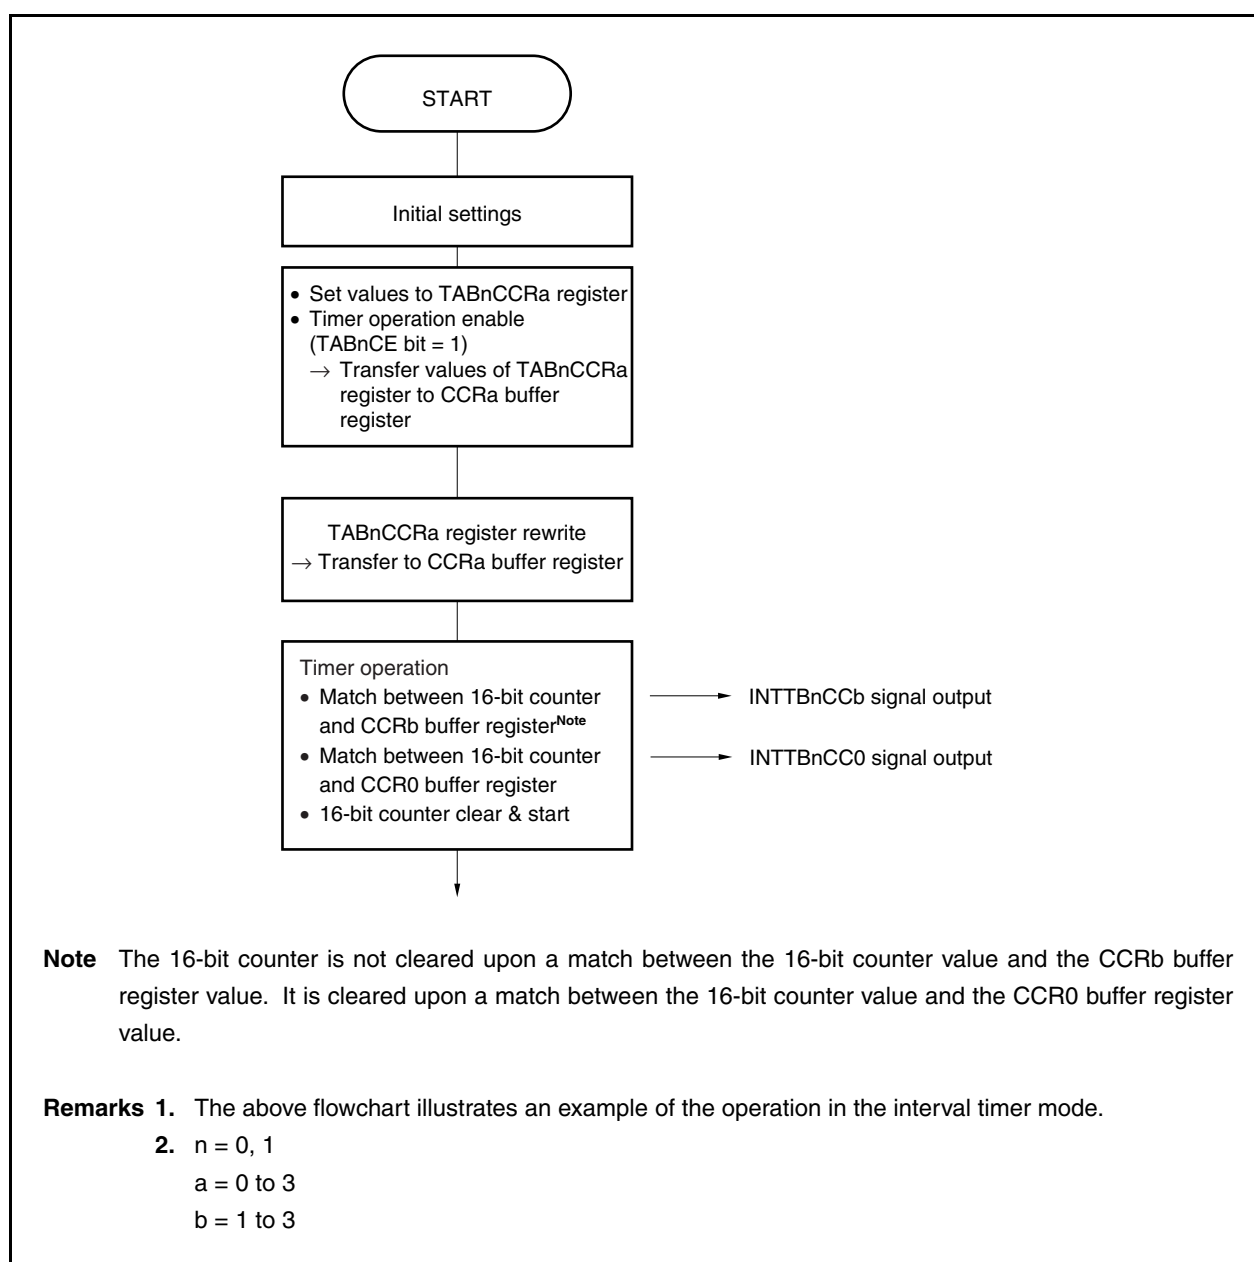 START
Initial settings
• Set values to TABnCCRa register
• Timer operation enable
(TABnCE bit = 1)
→ Transfer values of TABnCCRa
register to CCRa buffer
register
TABnCCRa register rewrite
→ Transfer to CCRa buffer register
Timer operation
• Match between 16-bit counter
and CCRb buffer registerNote
• Match between 16-bit counter
and CCR0 buffer register
• 16-bit counter clear & start
INTTBnCCb signal output
INTTBnCC0 signal output
Note The 16-bit counter is not cleared upon a match between the 16-bit counter value and the CCRb buffer
register value. It is cleared upon a match between the 16-bit counter value and the CCR0 buffer register
value.
Remarks 1. The above flowchart illustrates an example of the operation in the interval timer mode.
2. n = 0, 1
a = 0 to 3
b = 1 to 3